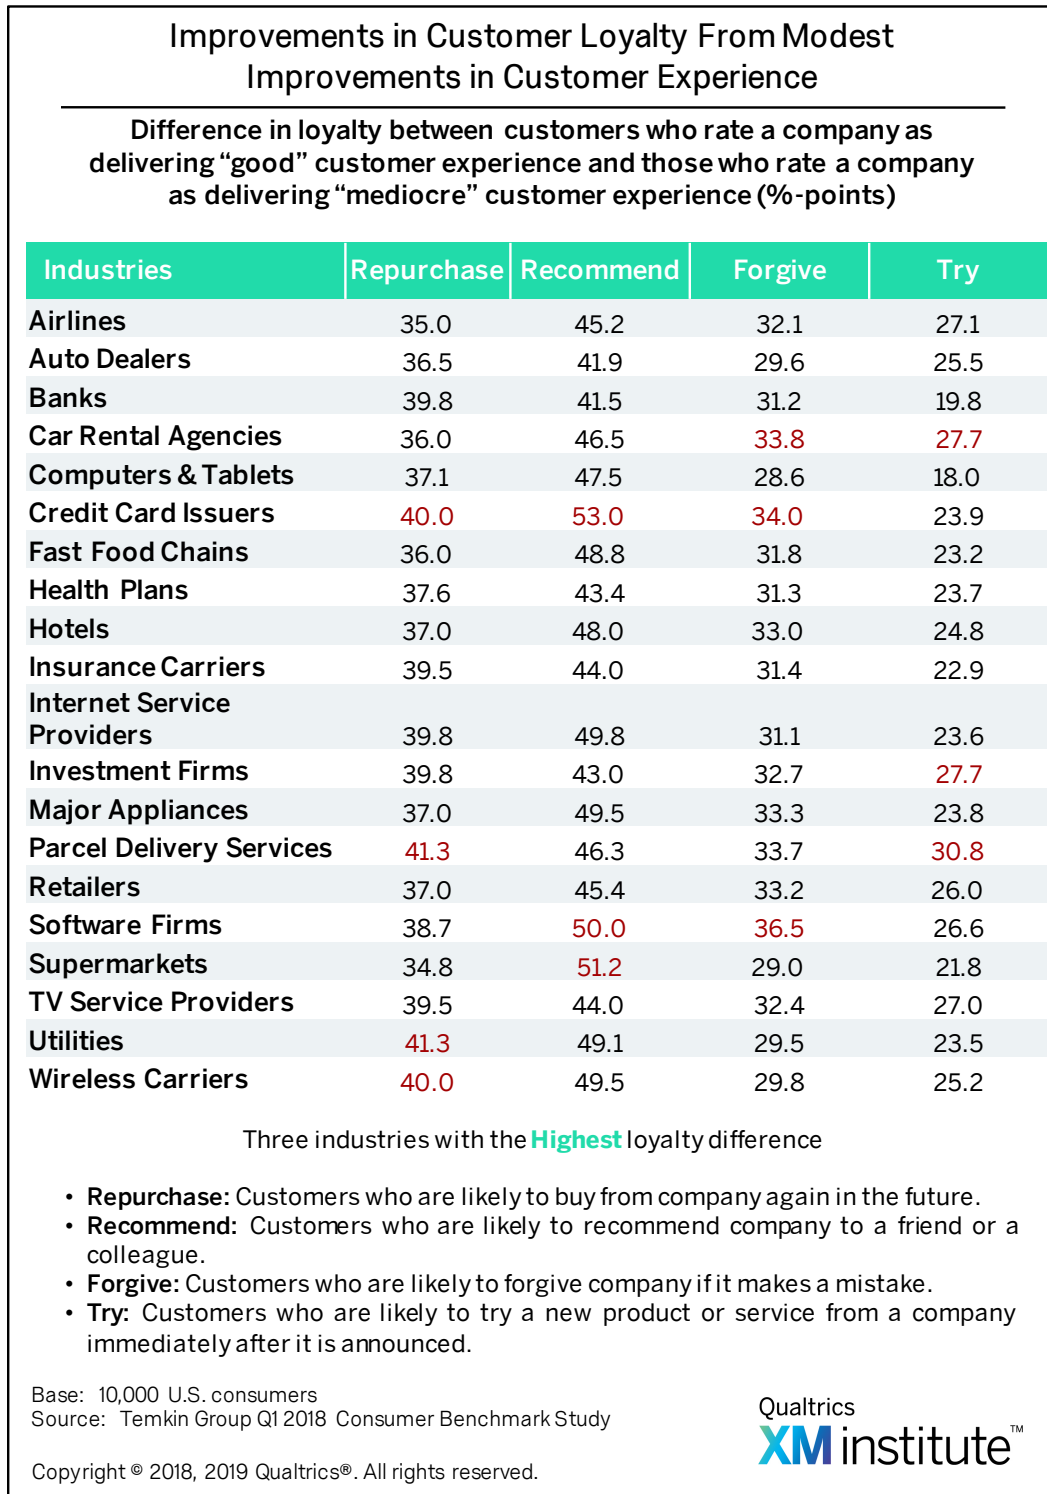 Improvements in Customer Loyalty From Modest
Improvements in Customer Experience
Difference in loyalty between customers who rate a company as
delivering “good” customer experience and those who rate a company
as delivering “mediocre” customer experience (%-points)
Industries Repurchase Recommend Forgive Try
Airlines 35.0 45.2 32.1 27.1
Auto Dealers 36.5 41.9 29.6 25.5
Banks 39.8 41.5 31.2 19.8
Car Rental Agencies 36.0 46.5 33.8 27.7
Computers & Tablets 37.1 47.5 28.6 18.0
Credit Card Issuers 40.0 53.0 34.0 23.9
Fast Food Chains 36.0 48.8 31.8 23.2
Health Plans 37.6 43.4 31.3 23.7
Hotels 37.0 48.0 33.0 24.8
Insurance Carriers 39.5 44.0 31.4 22.9
Internet Service
Providers 39.8 49.8 31.1 23.6
Investment Firms 39.8 43.0 32.7 27.7
Major Appliances 37.0 49.5 33.3 23.8
Parcel Delivery Services 41.3 46.3 33.7 30.8
Retailers 37.0 45.4 33.2 26.0
Software Firms 38.7 50.0 36.5 26.6
Supermarkets 34.8 51.2 29.0 21.8
TV Service Providers 39.5 44.0 32.4 27.0
Utilities 41.3 49.1 29.5 23.5
Wireless Carriers 40.0 49.5 29.8 25.2
Three industries with the Highest loyalty difference
• Repurchase: Customers who are likely to buy from company again in the future.
• Recommend: Customers who are likely to recommend company to a friend or a
colleague.
• Forgive: Customers who are likely to forgive company if it makes a mistake.
• Try: Customers who are likely to try a new product or service from a company
immediately after it is announced.
Base: 10,000 U.S. consumers
Source: Temkin Group Q1 2018 Consumer Benchmark Study
Copyright © 2018, 2019 Qualtrics®. All rights reserved.
Qualtrics
XM institute™